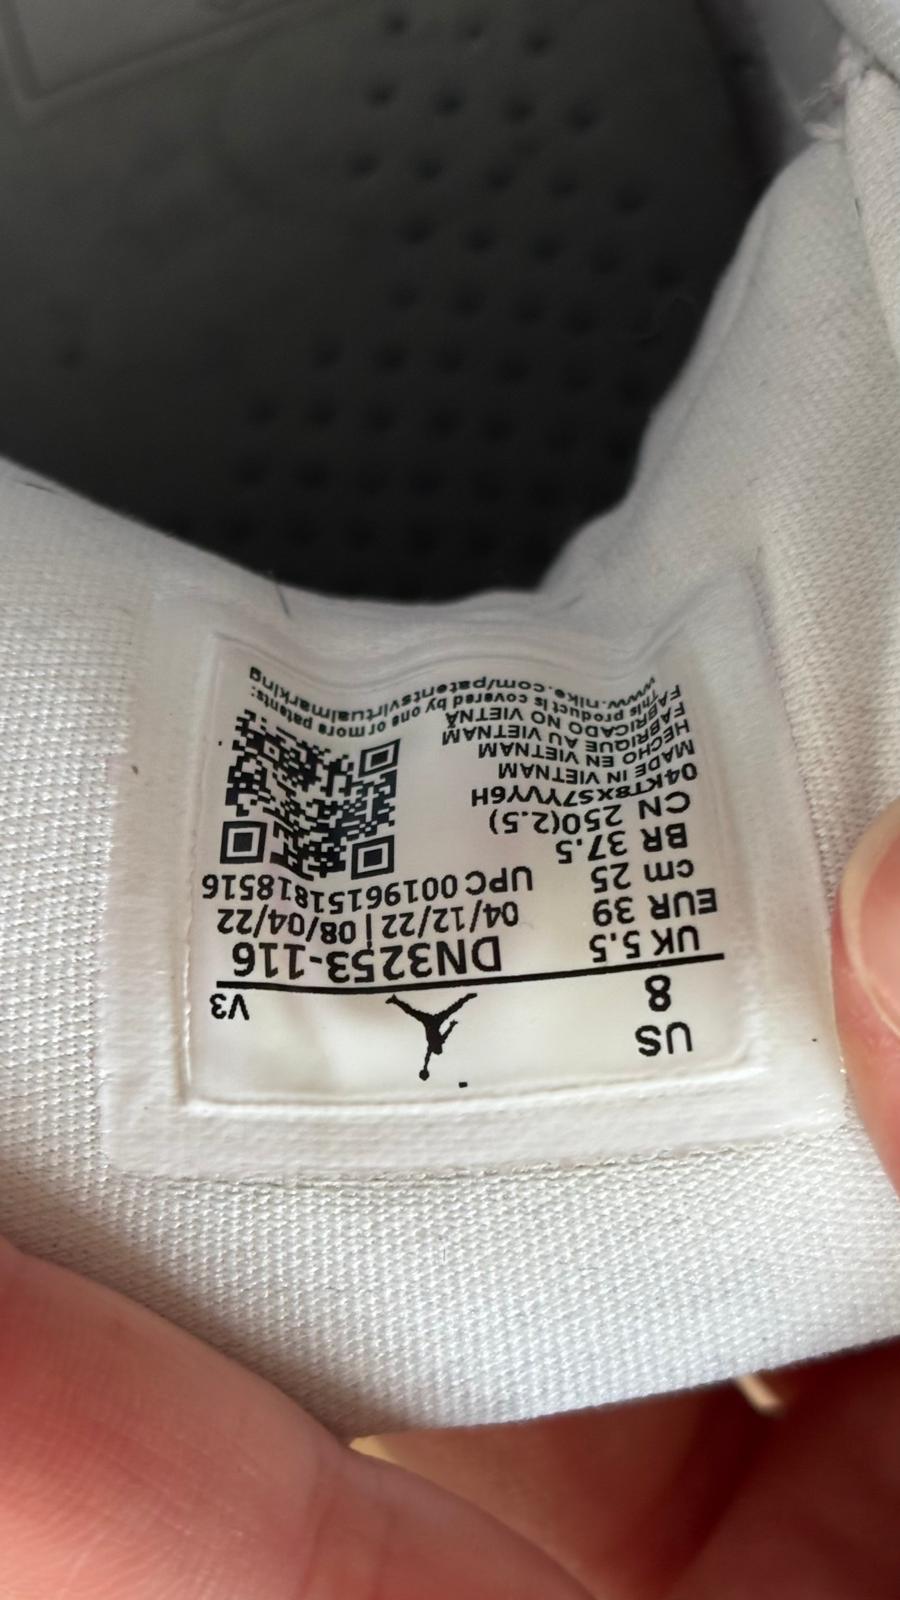 US
8
V3
UK 5.5
EUR 39
cm 25
BR 37.5
CN 250(2.5)
DN3253-116
04/12/22 | 08/04/22
UPC 00196151818516
04KT8XS7YVY6H
MADE IN VIETNAM
HECHO EN VIETNAM
FABRIQUE AU VIETNAM
FABRICADO NO VIETNÃ
This product is covered by one or more patents:
www.nike.com/patentsvirtualmarking